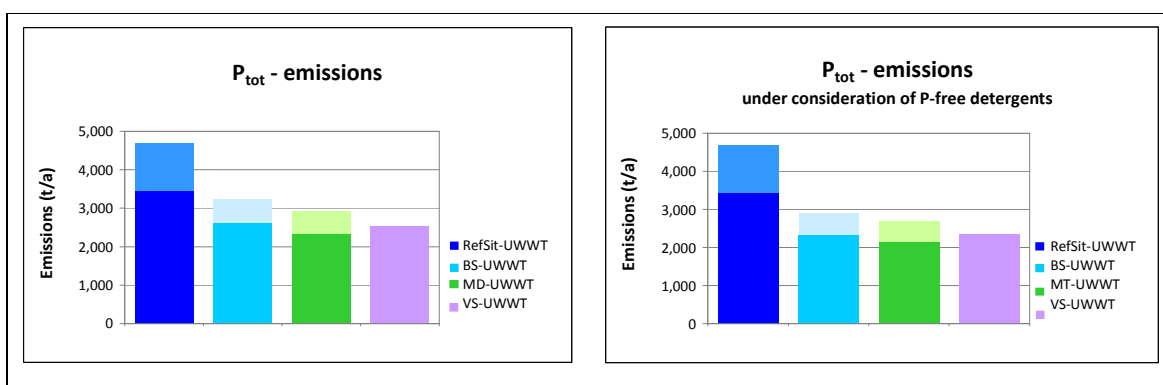 P_tot - emissions
Emissions (t/a)
5,000
4,000
3,000
2,000
1,000
0
RefSit-UWWT
BS-UWWT
MD-UWWT
VS-UWWT
P_tot - emissions
under consideration of P-free detergents
Emissions (t/a)
5,000
4,000
3,000
2,000
1,000
0
RefSit-UWWT
BS-UWWT
MT-UWWT
VS-UWWT